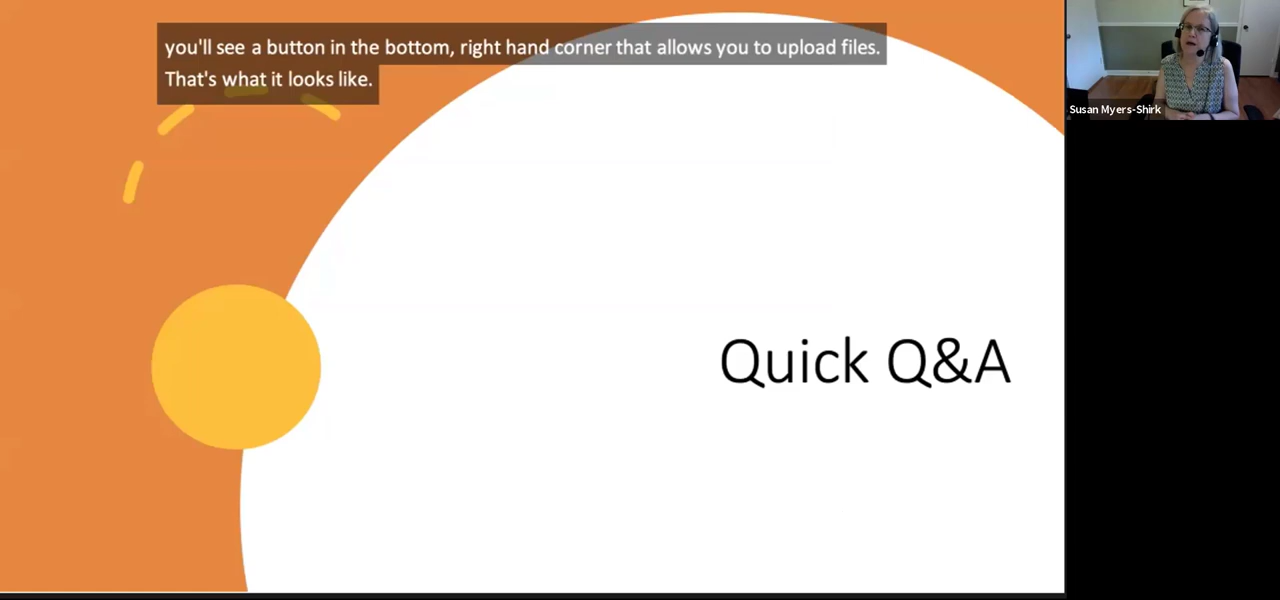 you'll see a button in the bottom, right hand corner that allows you to upload files.
That's what it looks like.
Susan Myers-Shirk
Quick Q&A